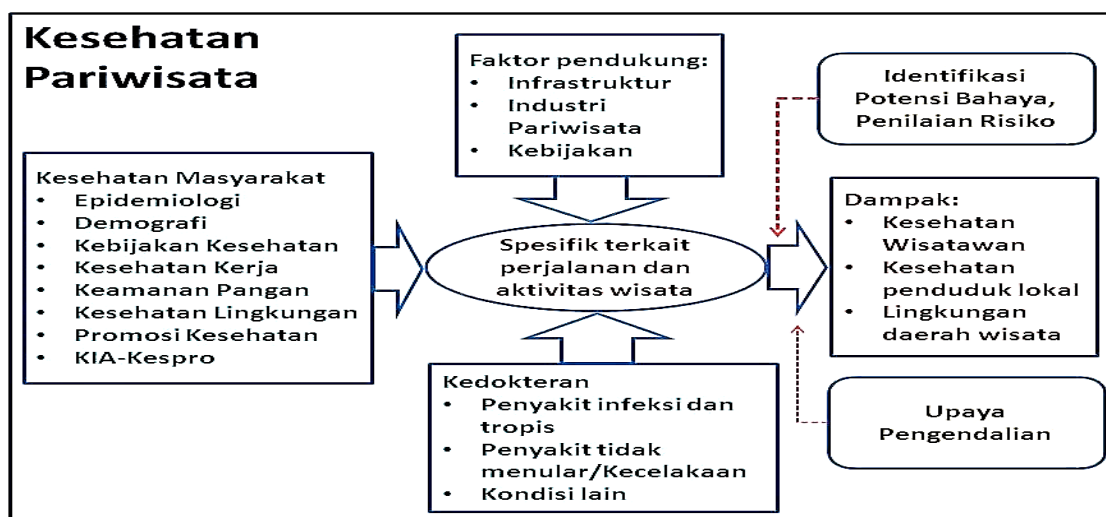 Kesehatan
Pariwisata
Faktor pendukung:
• Infrastruktur
• Industri
Pariwisata
• Kebijakan
Identifikasi
Potensi Bahaya,
Penilaian Risiko
Kesehatan Masyarakat
• Epidemiologi
• Demografi
• Kebijakan Kesehatan
• Kesehatan Kerja
• Keamanan Pangan
• Kesehatan Lingkungan
• Promosi Kesehatan
• KIA-Kespro
Spesifik terkait
perjalanan dan
aktivitas wisata
Dampak:
• Kesehatan
Wisatawan
• Kesehatan
penduduk lokal
• Lingkungan
daerah wisata
Kedokteran
• Penyakit infeksi dan
tropis
• Penyakit tidak
menular/Kecelakaan
• Kondisi lain
Upaya
Pengendalian